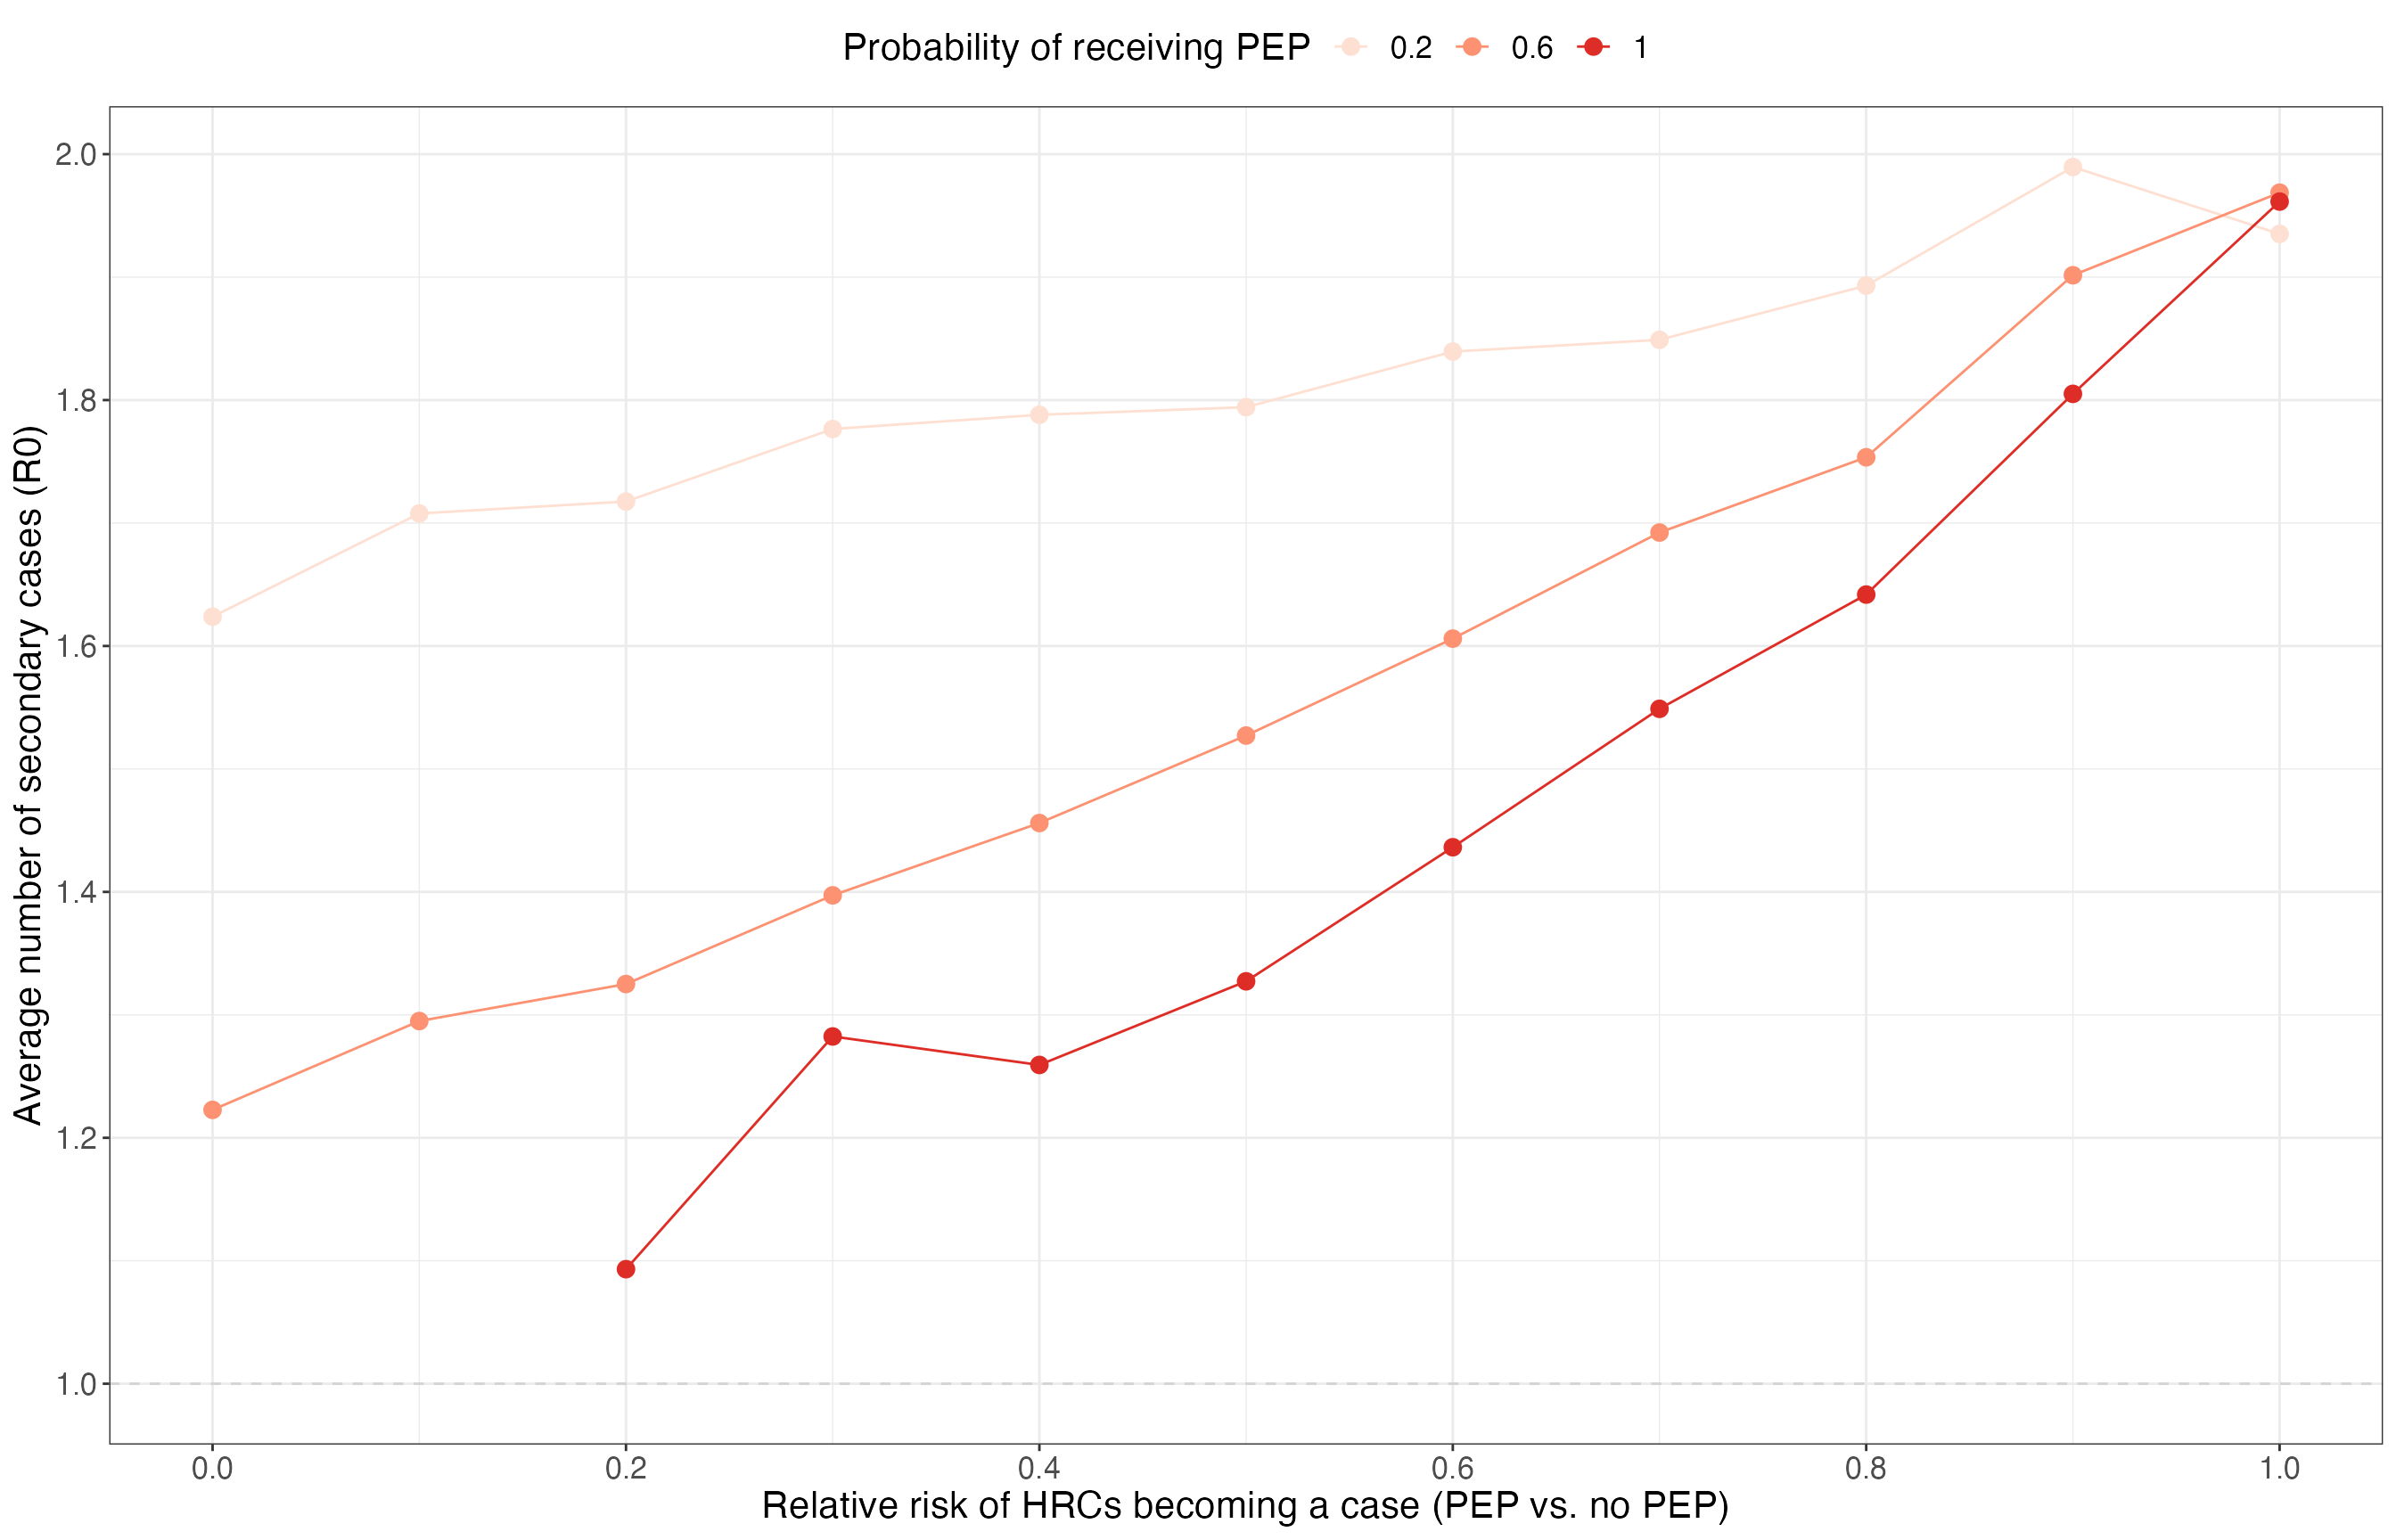 Probability of receiving PEP 0.2 0.6 1
2.0
1.8
1.6
1.4
1.2
1.0
Average number of secondary cases (R0)
0.0 0.2 0.4 0.6 0.8 1.0
Relative risk of HRCs becoming a case (PEP vs. no PEP)